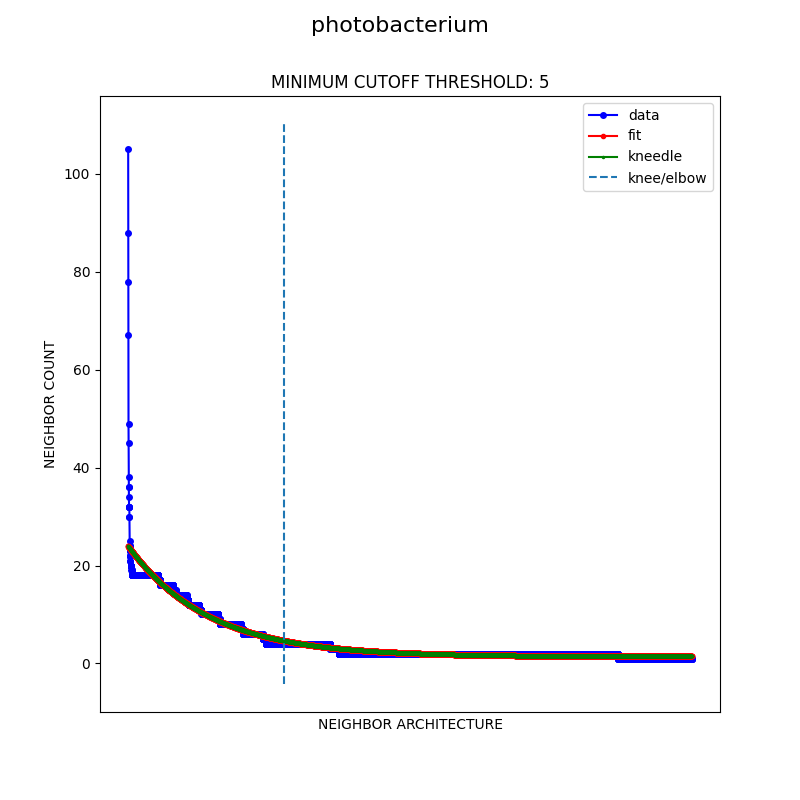 photobacterium
MINIMUM CUTOFF THRESHOLD: 5
data
fit
kneedle
knee/elbow
100
80
60
40
20
0
NEIGHBOR COUNT
NEIGHBOR ARCHITECTURE